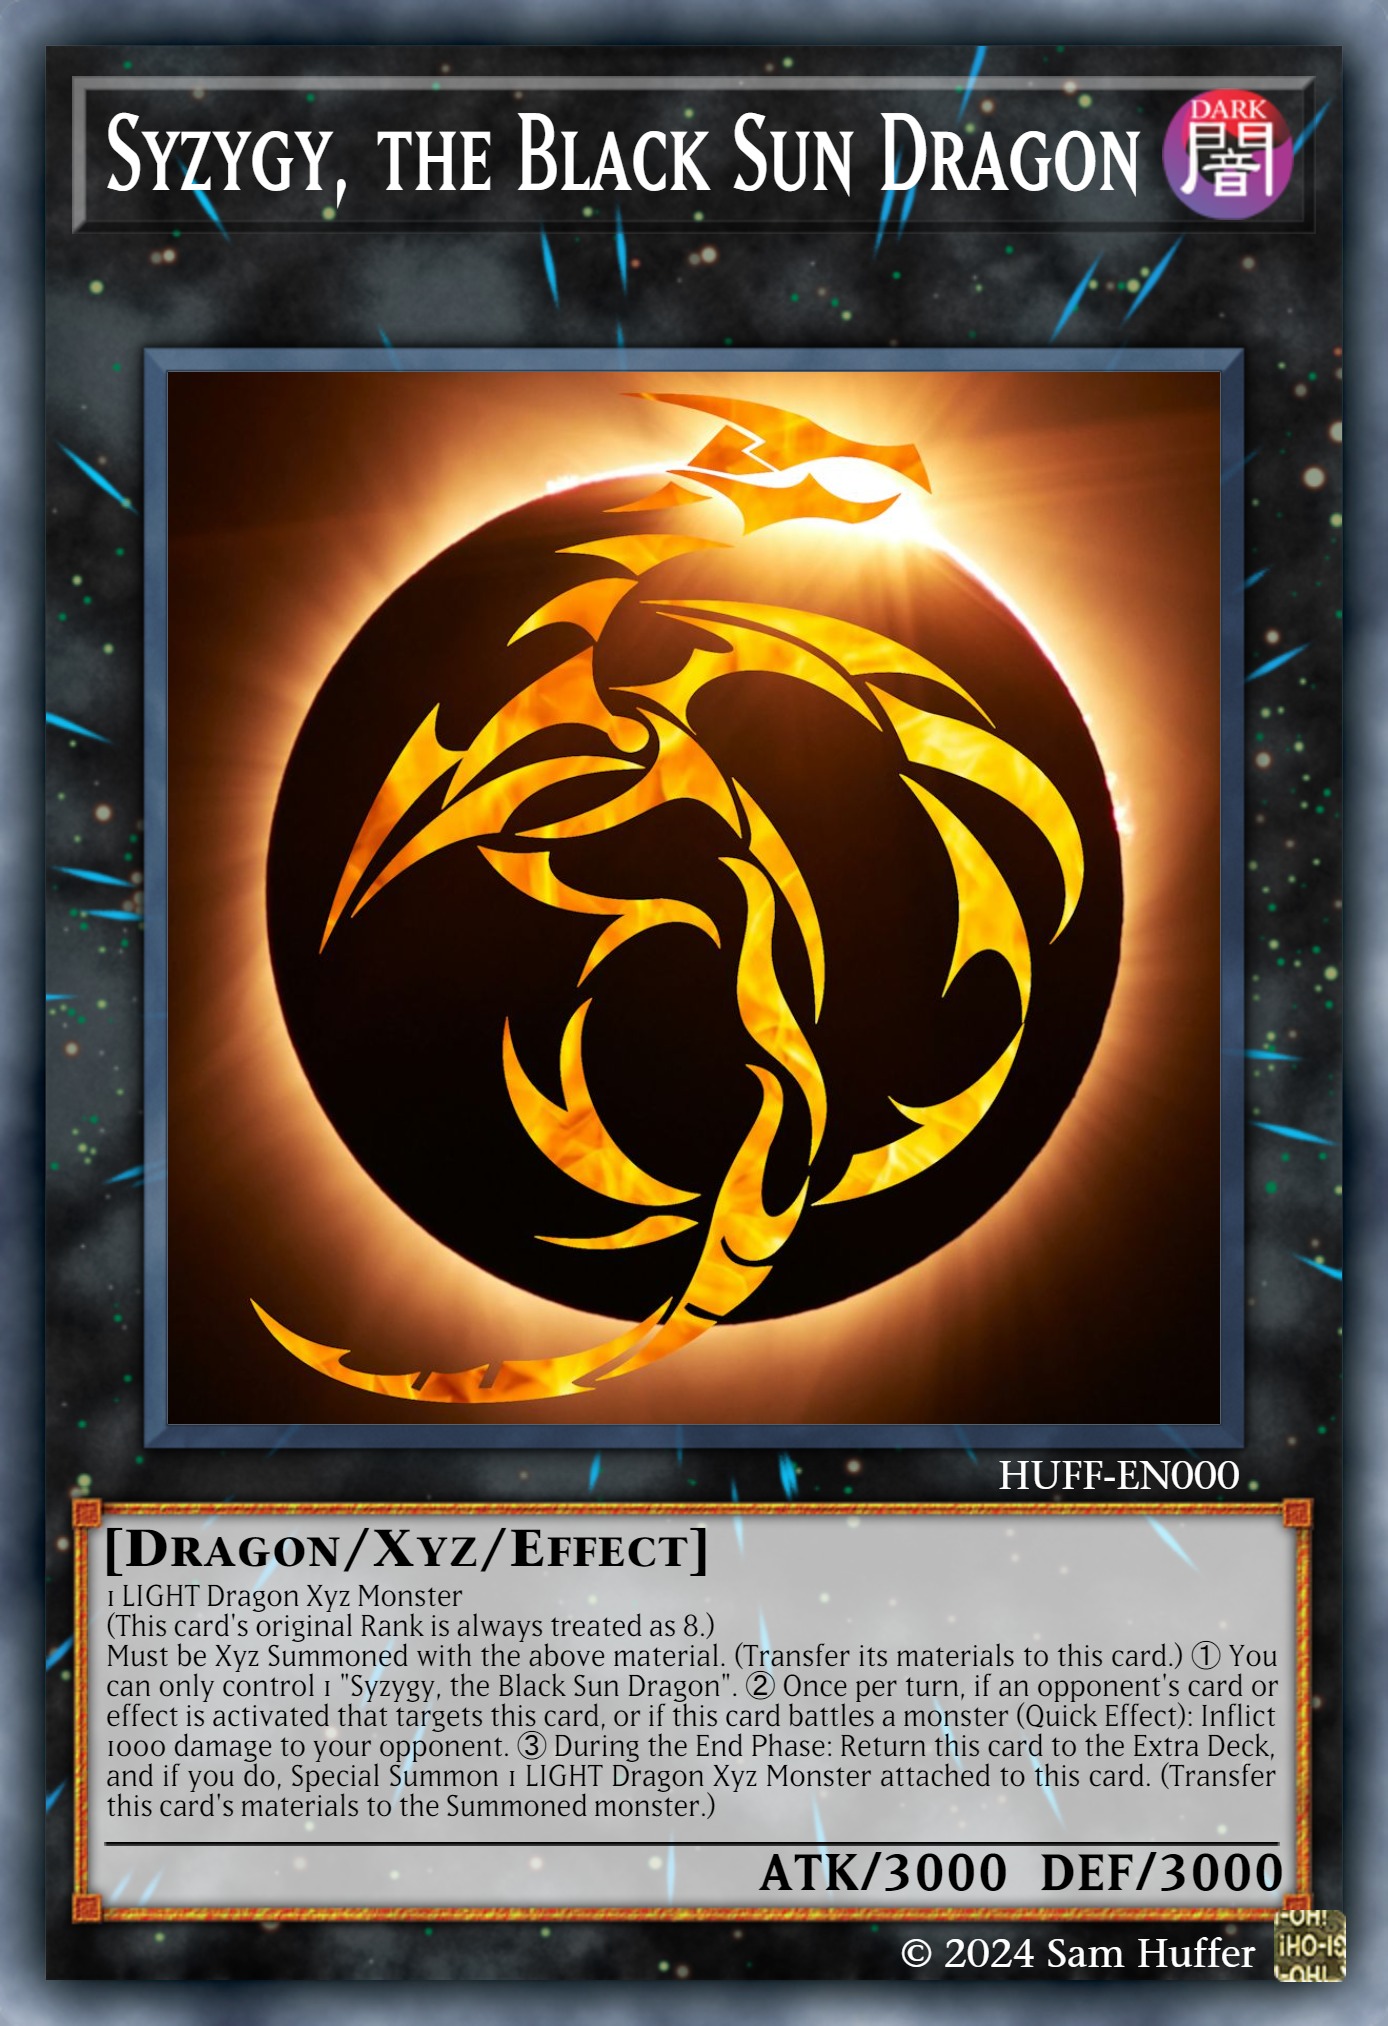 Syzygy, the Black Sun Dragon
DARK
闇
HUFF-EN000
[Dragon/Xyz/Effect]
1 LIGHT Dragon Xyz Monster
(This card's original Rank is always treated as 8.)
Must be Xyz Summoned with the above material. (Transfer its materials to this card.) ① You
can only control 1 "Syzygy, the Black Sun Dragon". ② Once per turn, if an opponent's card or
effect is activated that targets this card, or if this card battles a monster (Quick Effect): Inflict
1000 damage to your opponent. ③ During the End Phase: Return this card to the Extra Deck,
and if you do, Special Summon 1 LIGHT Dragon Xyz Monster attached to this card. (Transfer
this card's materials to the Summoned monster.)
ATK/3000 DEF/3000
© 2024 Sam Huffer
-OH!
iHO-IS
-OH!